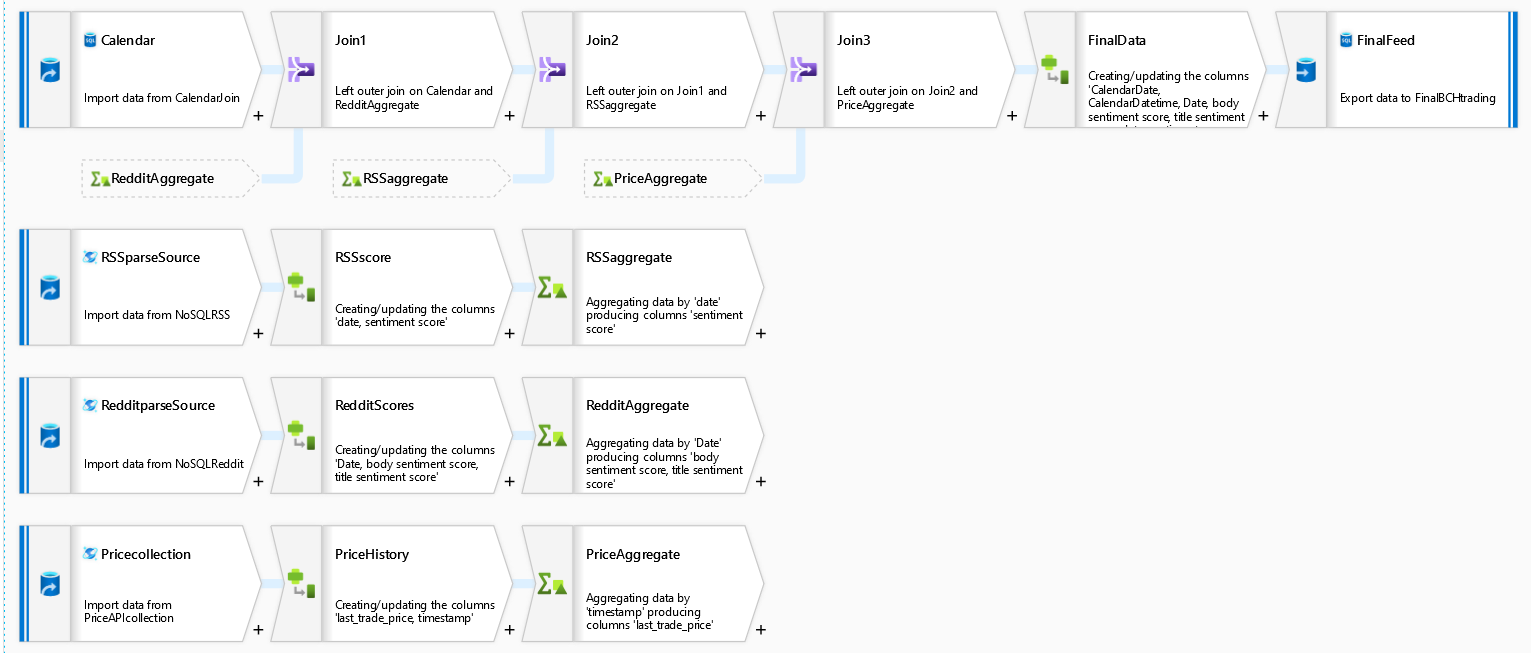 Calendar
Import data from CalendarJoin
+
Join1
Left outer join on Calendar and
RedditAggregate
+
Join2
Left outer join on Join1 and
RSSaggregate
+
Join3
Left outer join on Join2 and
PriceAggregate
+
FinalData
Creating/updating the columns
'CalendarDate,
CalendarDatetime, Date, body
sentiment score, title sentiment
+
FinalFeed
Export data to FinalBCHtrading
RedditAggregate
RSSaggregate
PriceAggregate
RSSparseSource
Import data from NoSQLRSS
+
RSSscore
Creating/updating the columns
'date, sentiment score'
+
RSSaggregate
Aggregating data by 'date'
producing columns 'sentiment
score'
+
RedditparseSource
Import data from NoSQLReddit
+
RedditScores
Creating/updating the columns
'Date, body sentiment score,
title sentiment score'
+
RedditAggregate
Aggregating data by 'Date'
producing columns 'body
sentiment score, title sentiment
score'
+
Pricecollection
Import data from
PriceAPIcollection
+
PriceHistory
Creating/updating the columns
'last_trade_price, timestamp'
+
PriceAggregate
Aggregating data by
'timestamp' producing
columns 'last_trade_price'
+